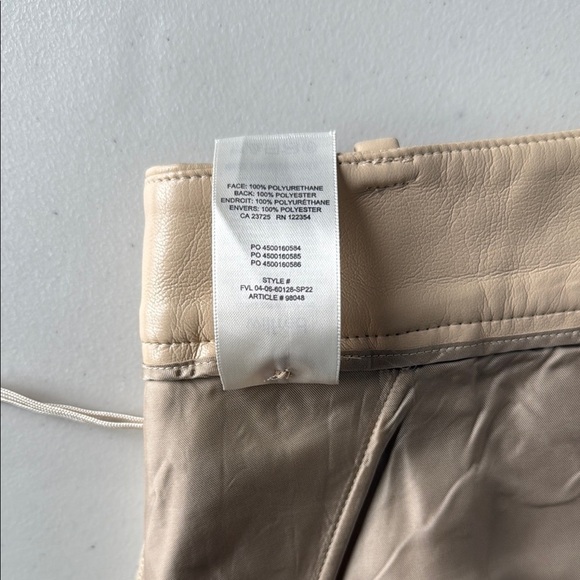 FACE: 100% POLYURETHANE
BACK: 100% POLYESTER
ENDROIT: 100% POLYURÉTHANE
ENVERS: 100% POLYESTER
CA 23725 RN 122354
PO 4500160584
PO 4500160585
PO 4500160586
STYLE #
FVL 04-06-60128-SP22
ARTICLE # 98048